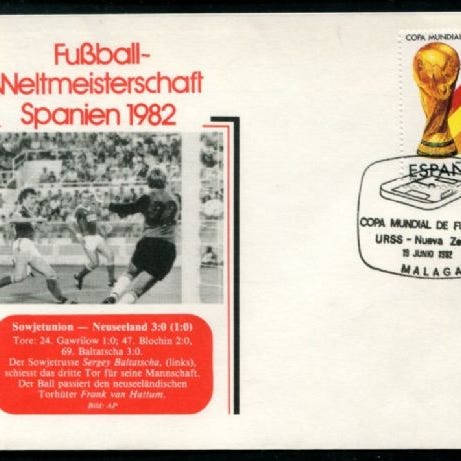 Fußball-
Weltmeisterschaft
Spanien 1982
Sowjetunion — Neuseeland 3:0 (1:0)
Tore: 24. Gawrilow 1:0; 47. Blochin 2:0,
69. Baltatscha 3:0.
Der Sowjetrusse Sergey Baltatscha, (links),
schiesst das dritte Tor für seine Mannschaft.
Der Ball passiert den neuseeländischen
Torhüter Frank van Hattum.
Bild: AP
COPA MUNDIAL
ESPAÑ
COPA MUNDIAL DE F
URSS - Nueva Ze
19 JUNIO 1982
MALAGA